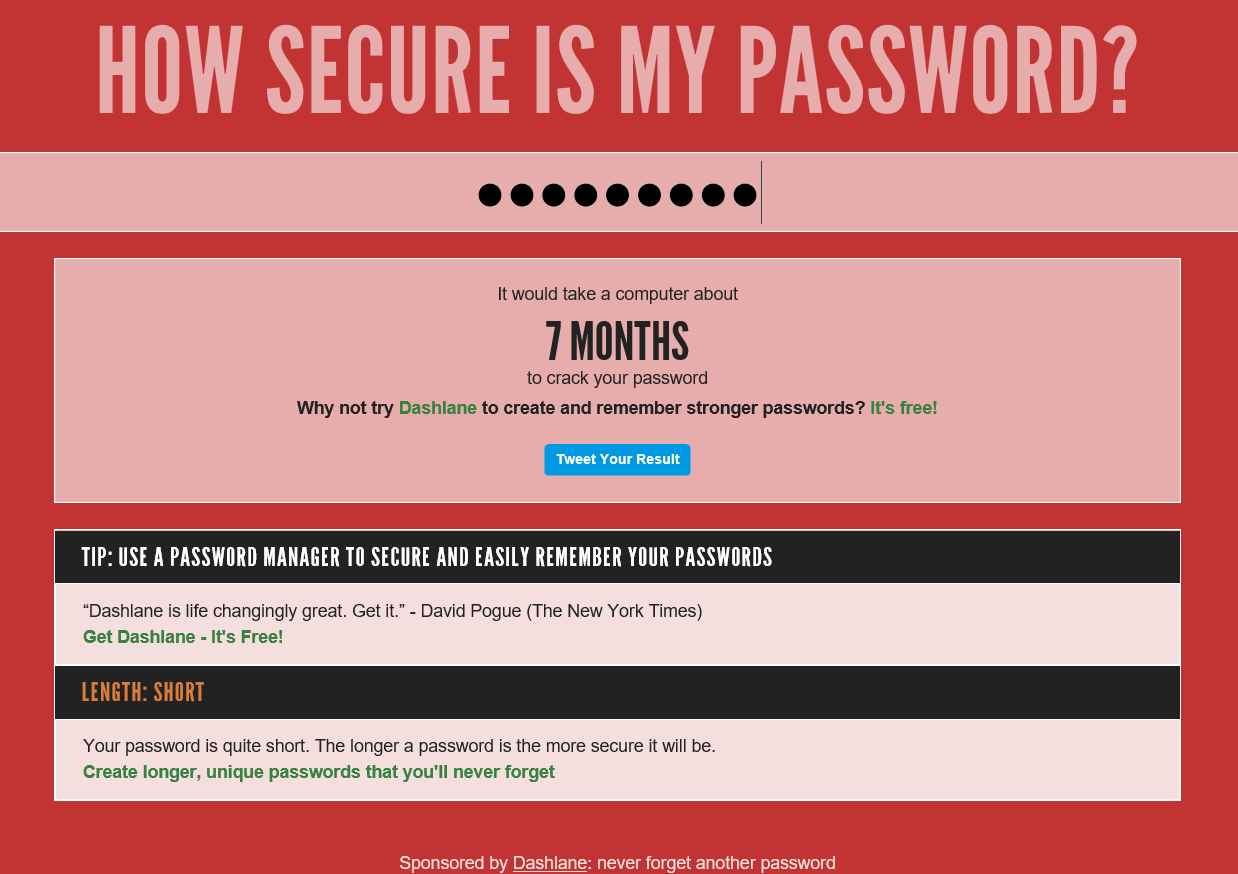 HOW SECURE IS MY PASSWORD?
●●●●●●●●●
It would take a computer about
7 MONTHS
to crack your password
Why not try Dashlane to create and remember stronger passwords? It's free!
Tweet Your Result
TIP: USE A PASSWORD MANAGER TO SECURE AND EASILY REMEMBER YOUR PASSWORDS
“Dashlane is life changingly great. Get it.” - David Pogue (The New York Times)
Get Dashlane - It's Free!
LENGTH: SHORT
Your password is quite short. The longer a password is the more secure it will be.
Create longer, unique passwords that you'll never forget
Sponsored by Dashlane: never forget another password